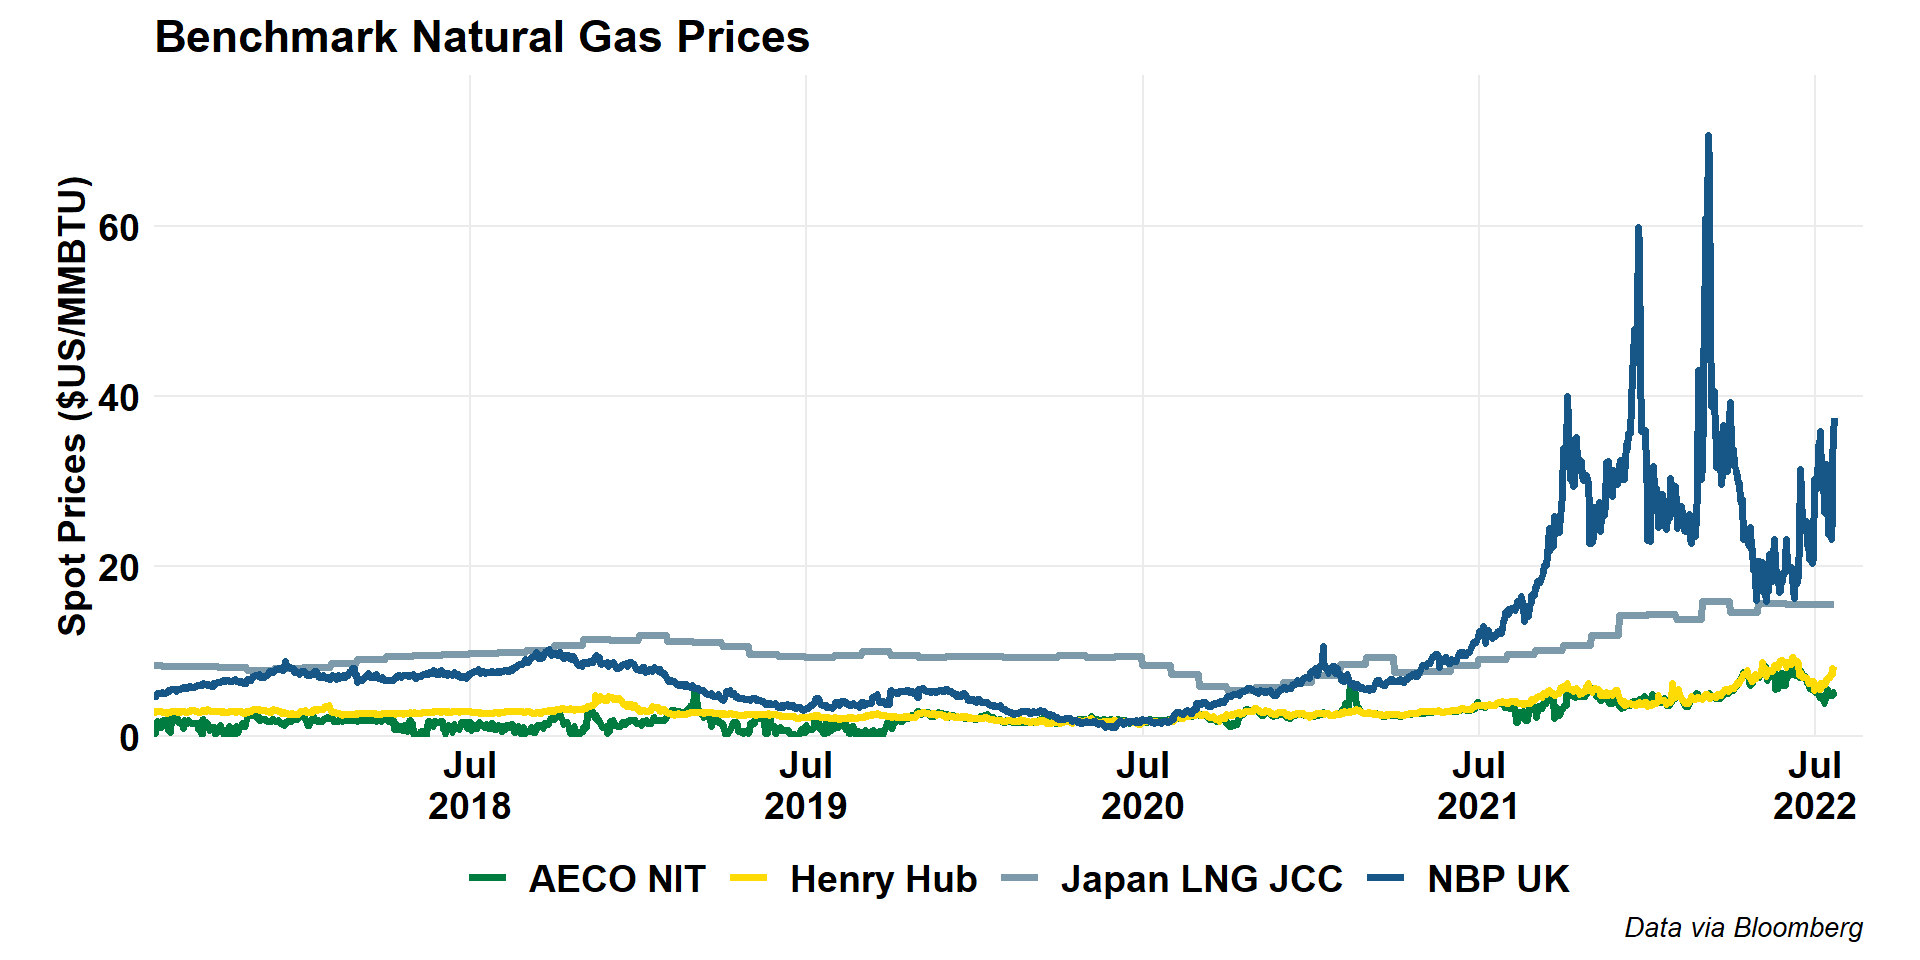 Benchmark Natural Gas Prices
Spot Prices ($US/MMBTU)
60
40
20
0
Jul 2018
Jul 2019
Jul 2020
Jul 2021
Jul 2022
AECO NIT
Henry Hub
Japan LNG JCC
NBP UK
Data via Bloomberg